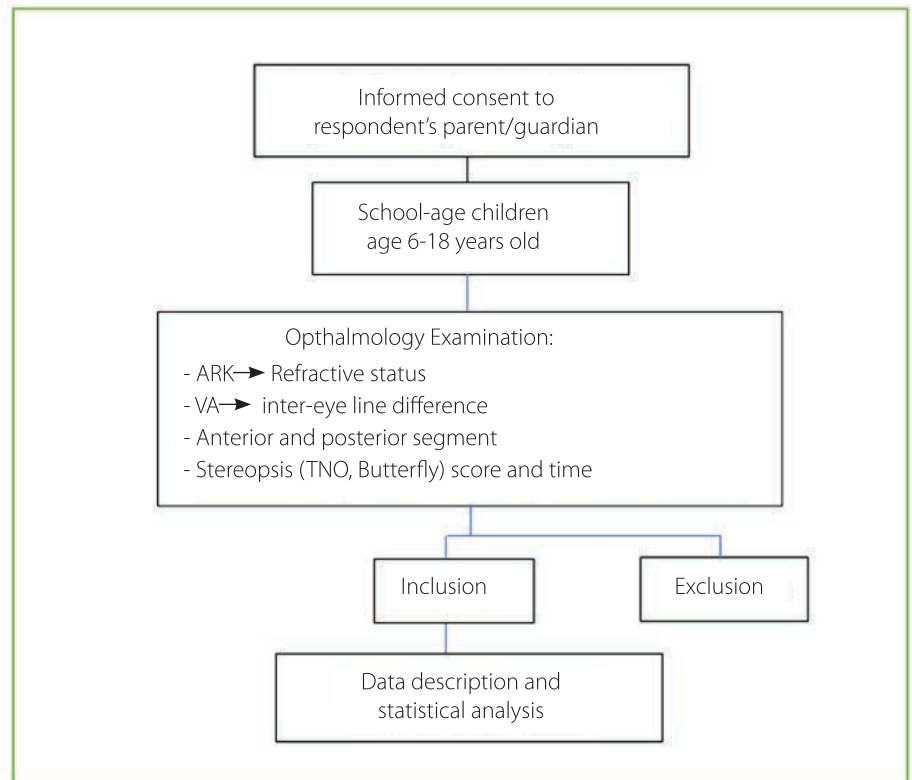 Informed consent to
respondent's parent/guardian
School-age children
age 6-18 years old
Opthalmology Examination:
- ARK→ Refractive status
- VA→ inter-eye line difference
- Anterior and posterior segment
- Stereopsis (TNO, Butterfly) score and time
Inclusion
Exclusion
Data description and
statistical analysis